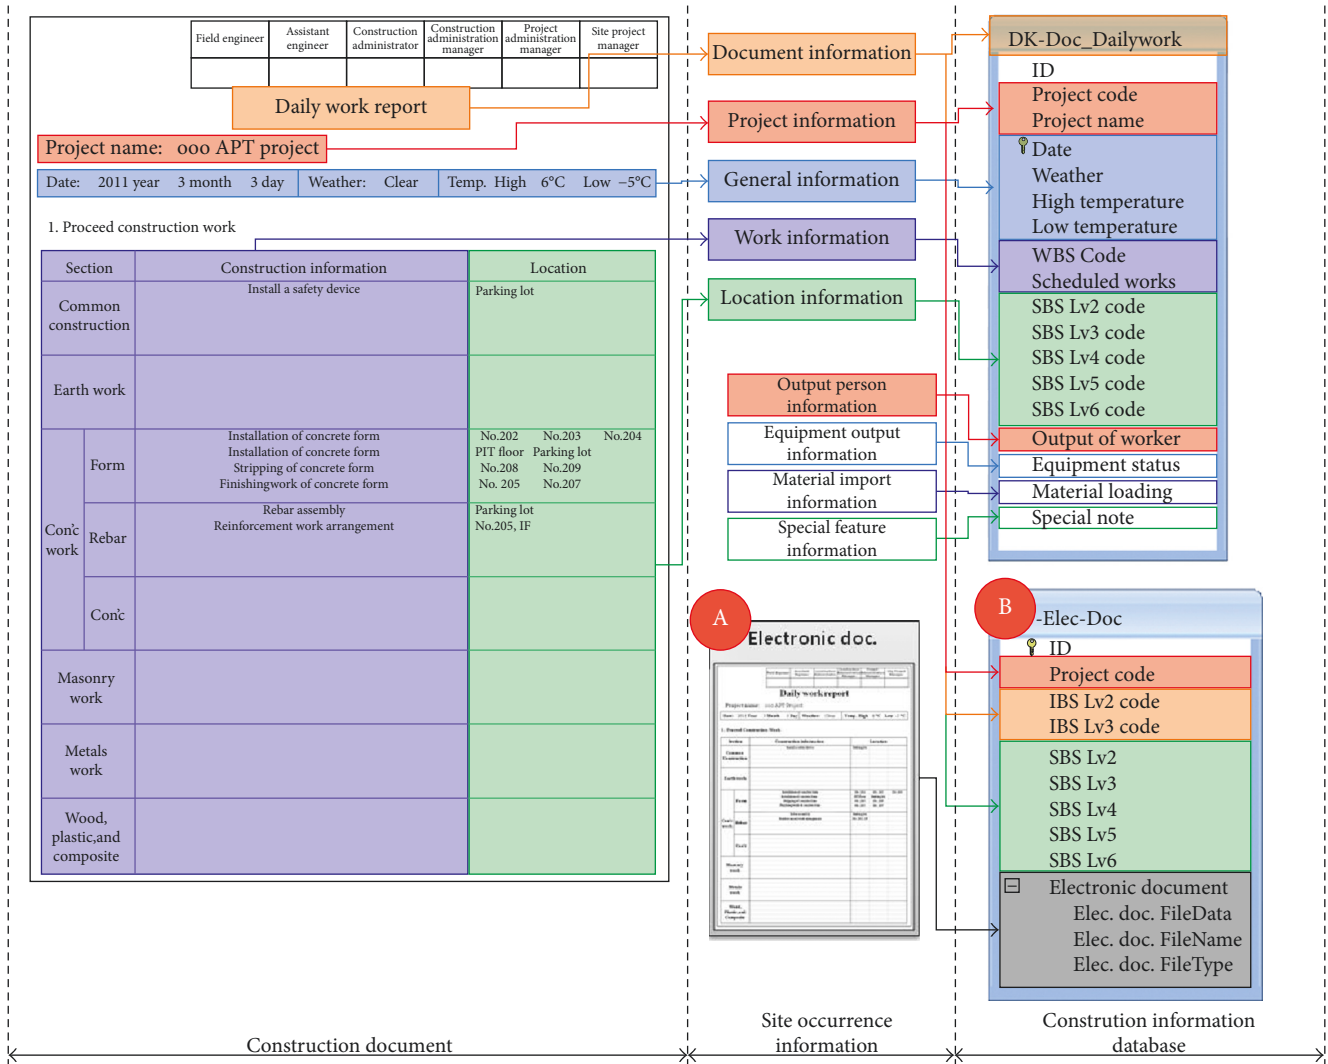 Field engineer
Assistant
engineer
Construction
administrator
Construction
administration
manager
Project
administration
manager
Site project
manager
Daily work report
Project name: ooo APT project
Date: 2011 year 3 month 3 day Weather: Clear Temp. High 6°C Low −5°C
1. Proceed construction work
Section Construction information Location
Common
construction
Install a safety device Parking lot
Earth work
Con'c
work
Form
Installation of concrete form No.202 No.203 No.204
Installation of concrete form PIT floor Parking lot
Stripping of concrete form No.208 No.209
Finishingwork of concrete form No. 205 No.207
Rebar
Rebar assembly Parking lot
Reinforcement work arrangement No.205, IF
Con'c
Masonry
work
Metals
work
Wood,
plastic,and
composite
Construction document
Document information
Project information
General information
Work information
Location information
Output person
information
Equipment output
information
Material import
information
Special feature
information
A
Electronic doc.
Daily workreport
Site occurrence
information
DK-Doc_Dailywork
ID
Project code
Project name
Date
Weather
High temperature
Low temperature
WBS Code
Scheduled works
SBS Lv2 code
SBS Lv3 code
SBS Lv4 code
SBS Lv5 code
SBS Lv6 code
Output of worker
Equipment status
Material loading
Special note
B
-Elec-Doc
ID
Project code
IBS Lv2 code
IBS Lv3 code
SBS Lv2
SBS Lv3
SBS Lv4
SBS Lv5
SBS Lv6
Electronic document
Elec. doc. FileData
Elec. doc. FileName
Elec. doc. FileType
Constrution information
database